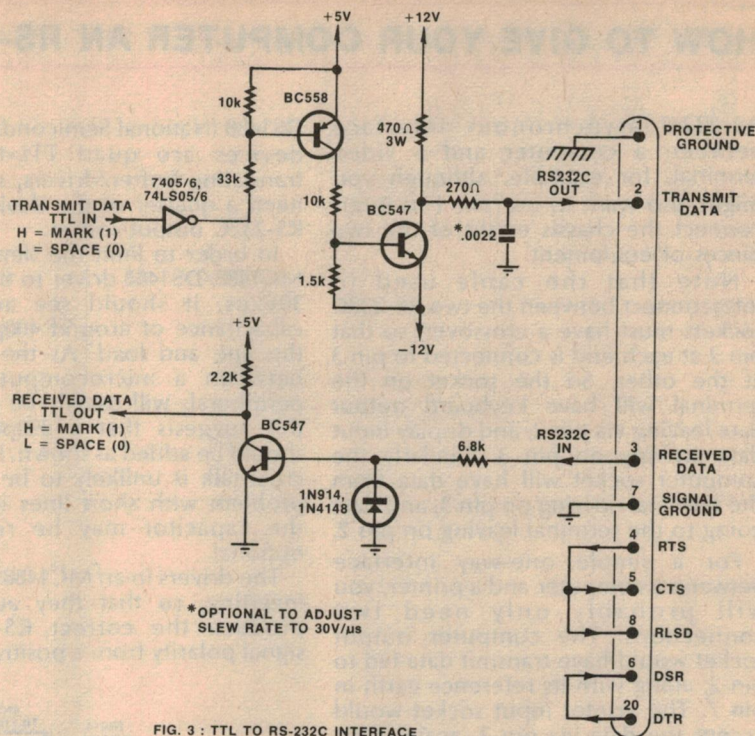 +5V
+12V
10k
BC558
33k
470Ω
3W
1
PROTECTIVE
GROUND
7405/6,
74LS05/6
RS232C
OUT
270Ω
2
TRANSMIT
DATA
TRANSMIT DATA
TTL IN
H = MARK (1)
L = SPACE (0)
10k
BC547
*.0022
1.5k
-12V
+5V
2.2k
RECEIVED DATA
TTL OUT
H = MARK (1)
L = SPACE (0)
BC547
6.8k
RS232C
IN
3
RECEIVED
DATA
1N914,
1N4148
7
SIGNAL
GROUND
4
RTS
5
CTS
8
RLSD
6
DSR
20
DTR
*OPTIONAL TO ADJUST
SLEW RATE TO 30V/µs
FIG. 3 : TTL TO RS-232C INTERFACE